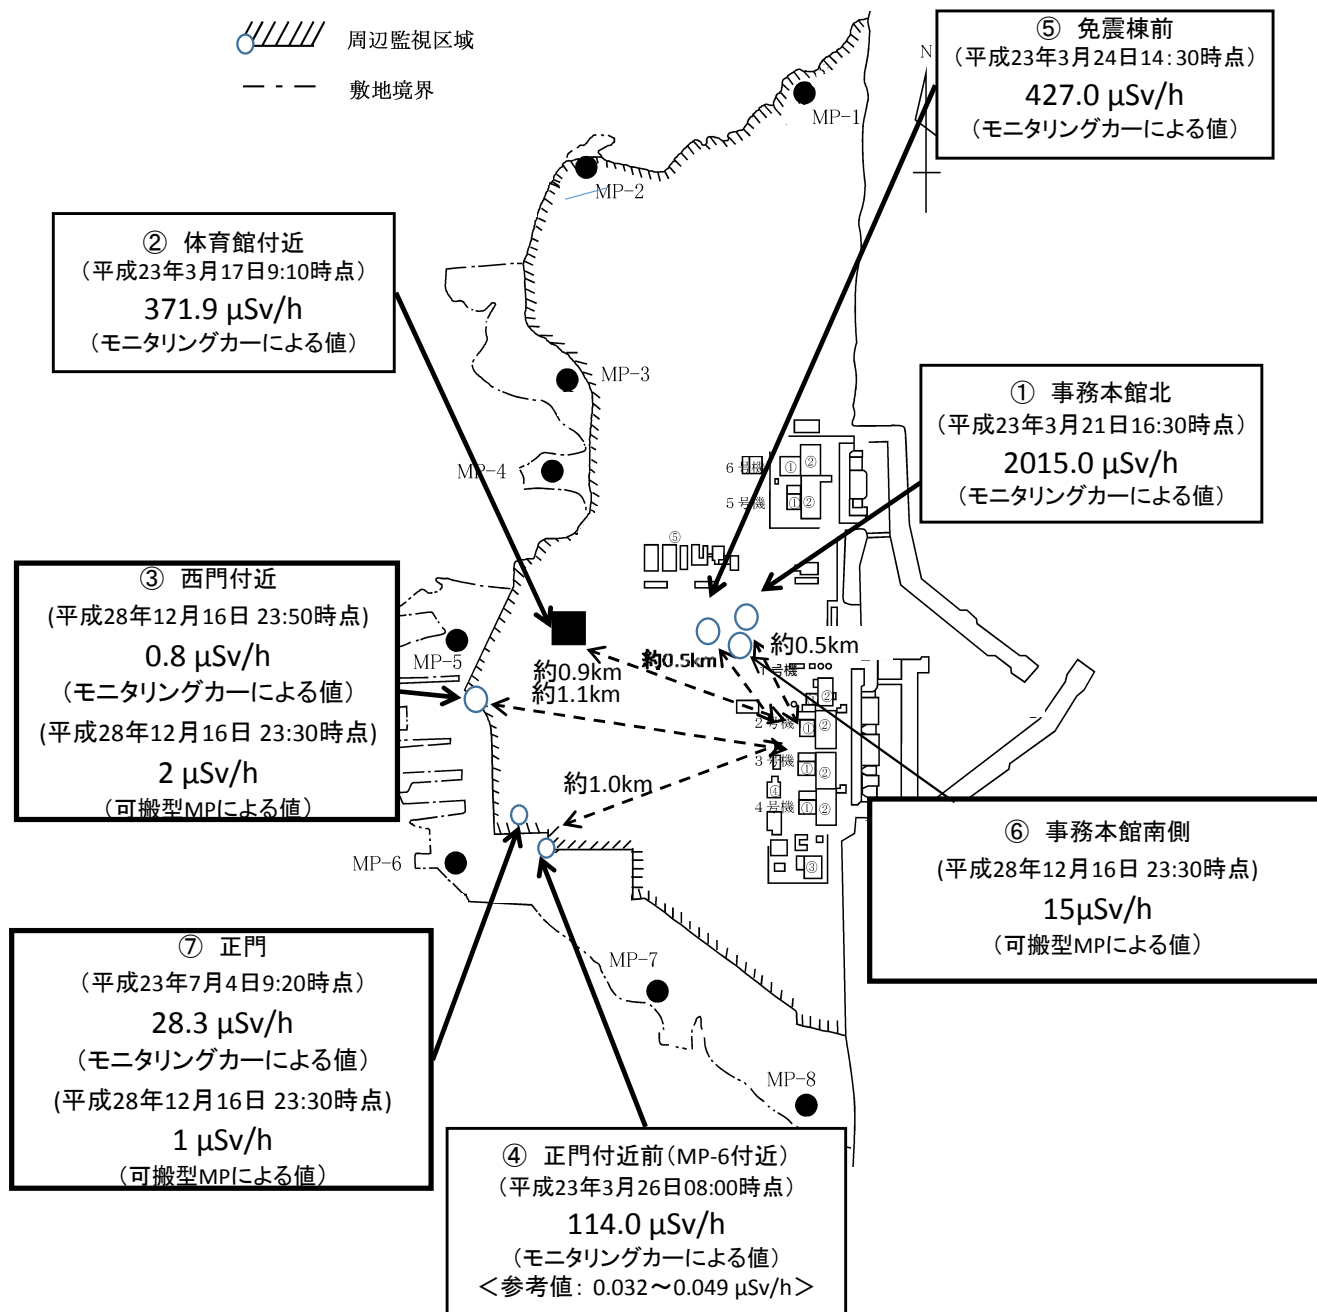 周辺監視区域
敷地境界
⑤ 免震棟前
（平成23年3月24日14:30時点）
427.0 μSv/h
（モニタリングカーによる値）
N
MP-1
MP-2
② 体育館付近
（平成23年3月17日9:10時点）
371.9 μSv/h
（モニタリングカーによる値）
MP-3
① 事務本館北
（平成23年3月21日16:30時点）
2015.0 μSv/h
（モニタリングカーによる値）
MP-4
6号機
①
②
5号機
①
②
⑤
③ 西門付近
(平成28年12月16日 23:50時点)
0.8 μSv/h
（モニタリングカーによる値）
(平成28年12月16日 23:30時点)
2 μSv/h
（可搬型MPによる値）
MP-5
約0.9km
約1.1km
約0.5km
約0.5km
1号機
②
2号機
①
②
3号機
①
②
④
4号機
①
②
③
約1.0km
MP-6
⑥ 事務本館南側
(平成28年12月16日 23:30時点)
15μSv/h
（可搬型MPによる値）
⑦ 正門
（平成23年7月4日9:20時点）
28.3 μSv/h
（モニタリングカーによる値）
(平成28年12月16日 23:30時点)
1 μSv/h
（可搬型MPによる値）
MP-7
MP-8
④ 正門付近前（MP-6付近）
（平成23年3月26日08:00時点）
114.0 μSv/h
（モニタリングカーによる値）
＜参考値： 0.032～0.049 μSv/h＞